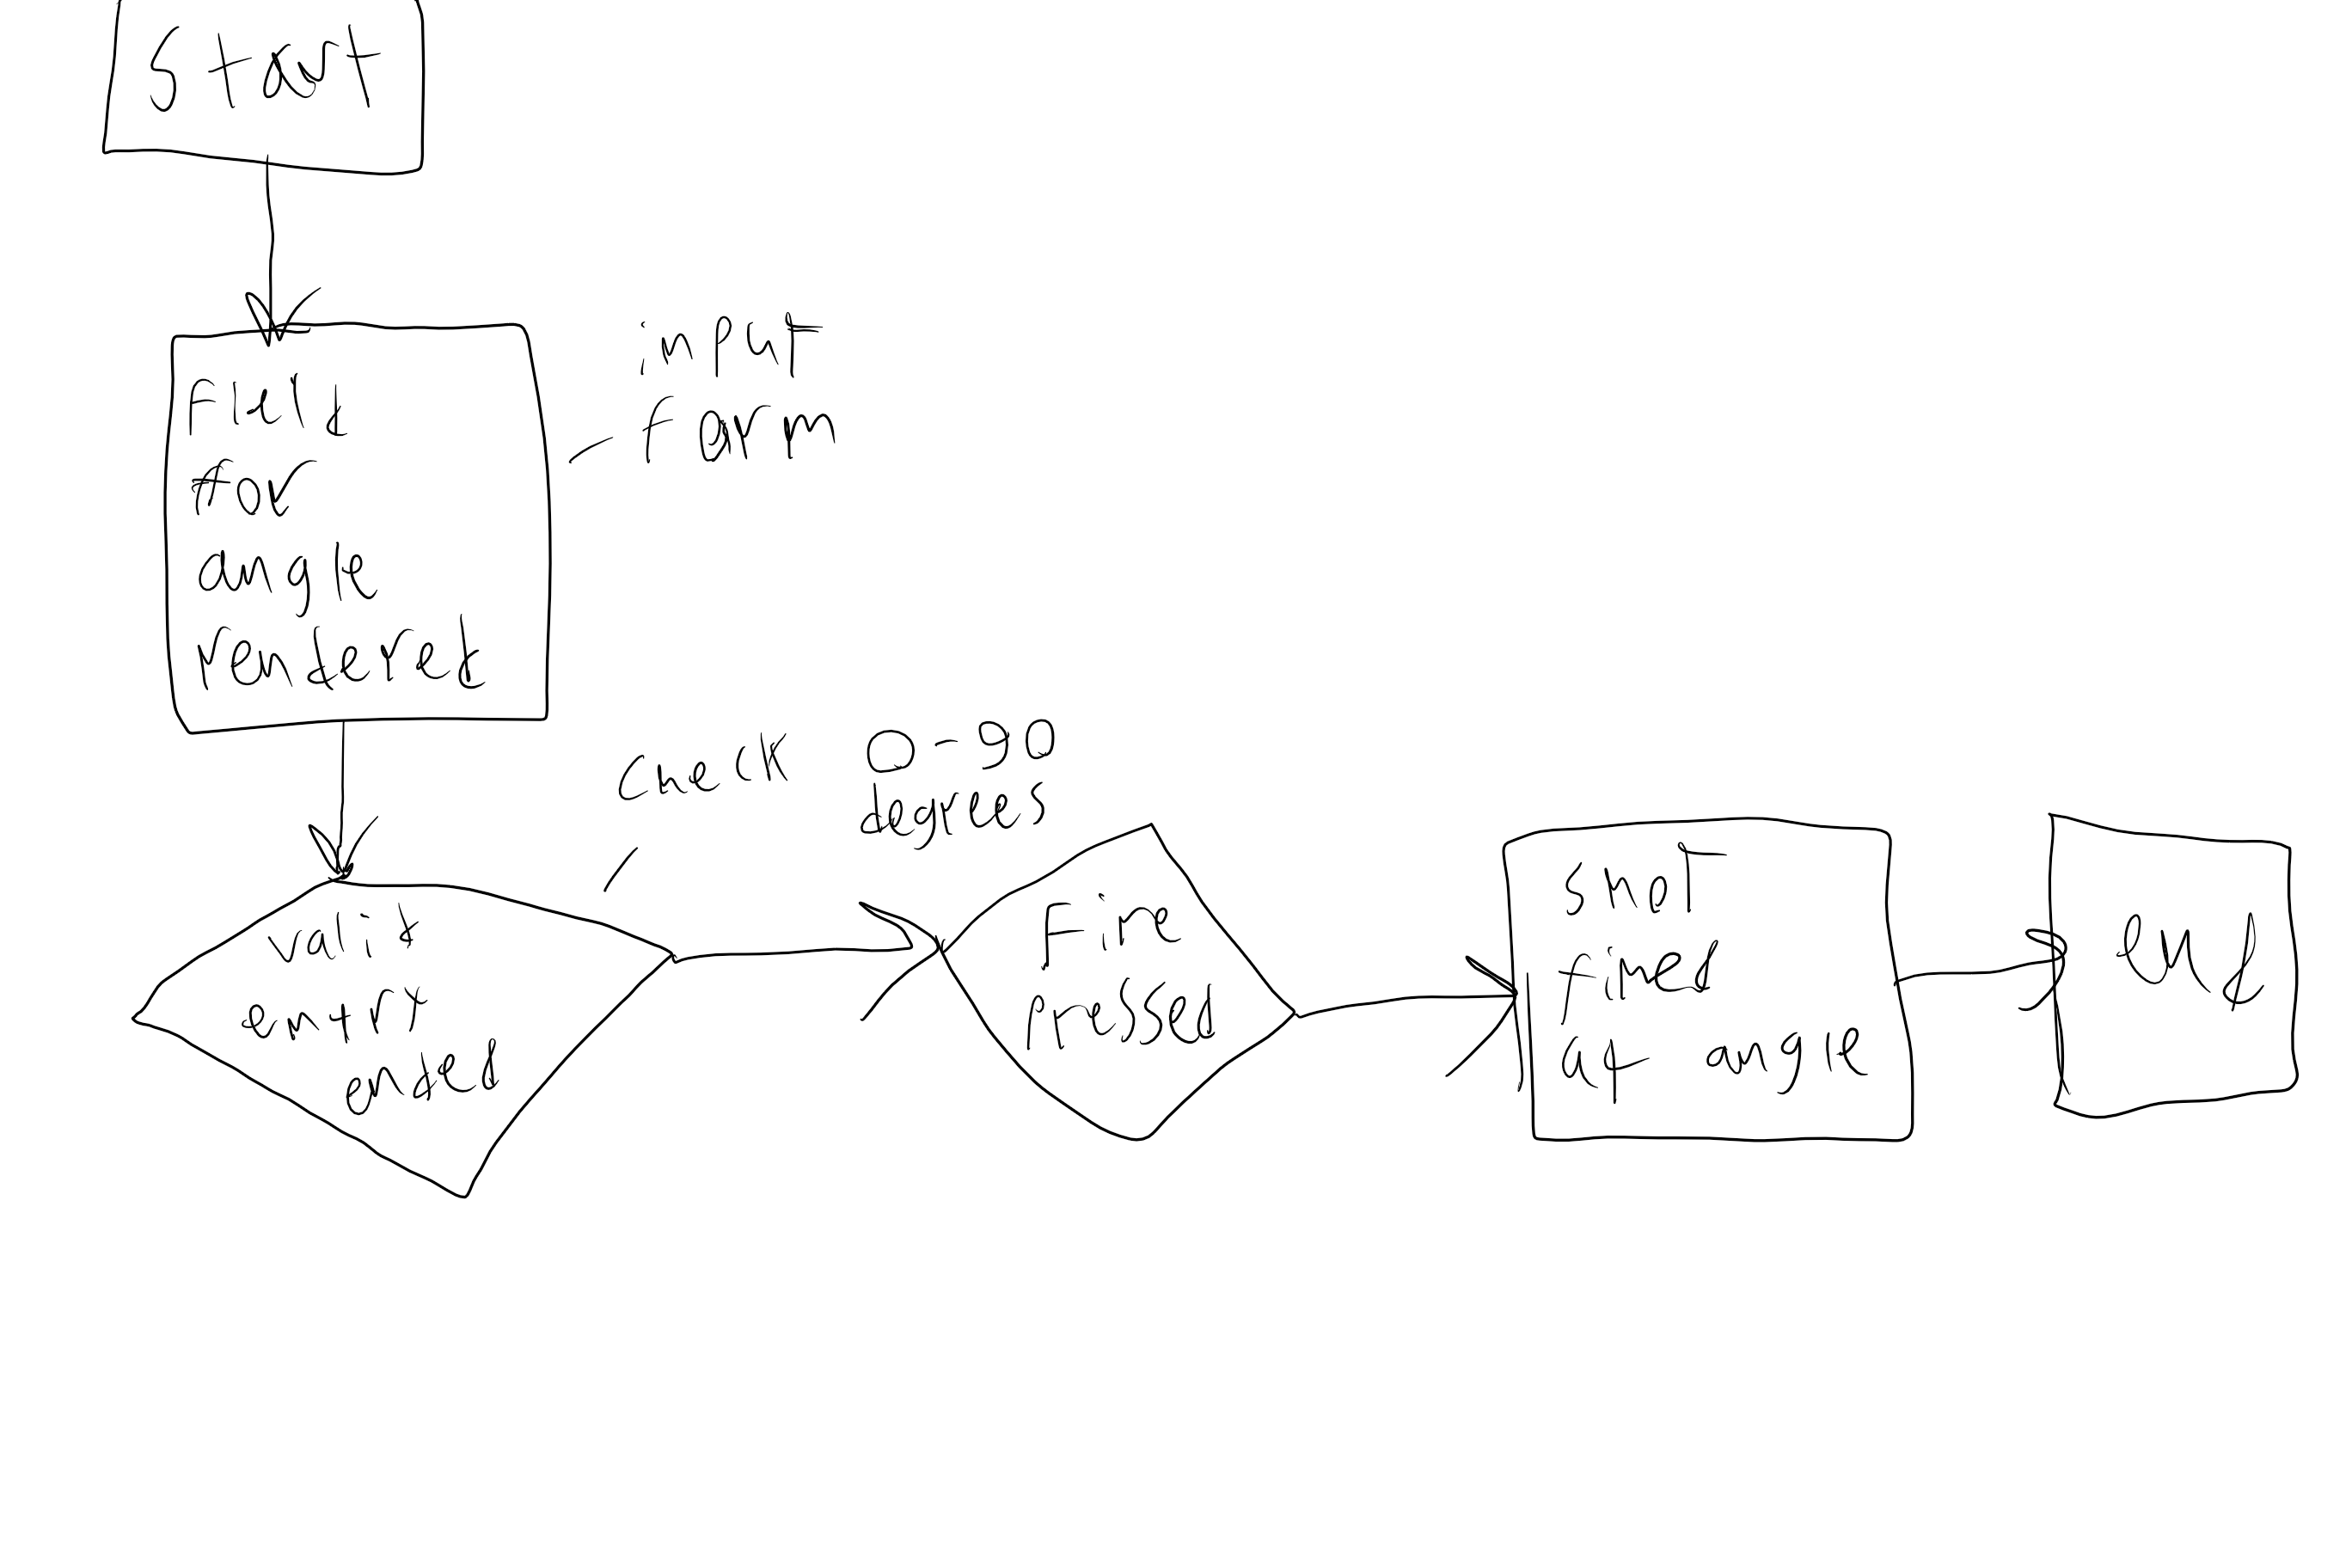 Start
Field
for
angle
rendered
input
form
check 0-90
degrees
valid
entry
ented
Fire
pressed
shot
fired
at angle
end